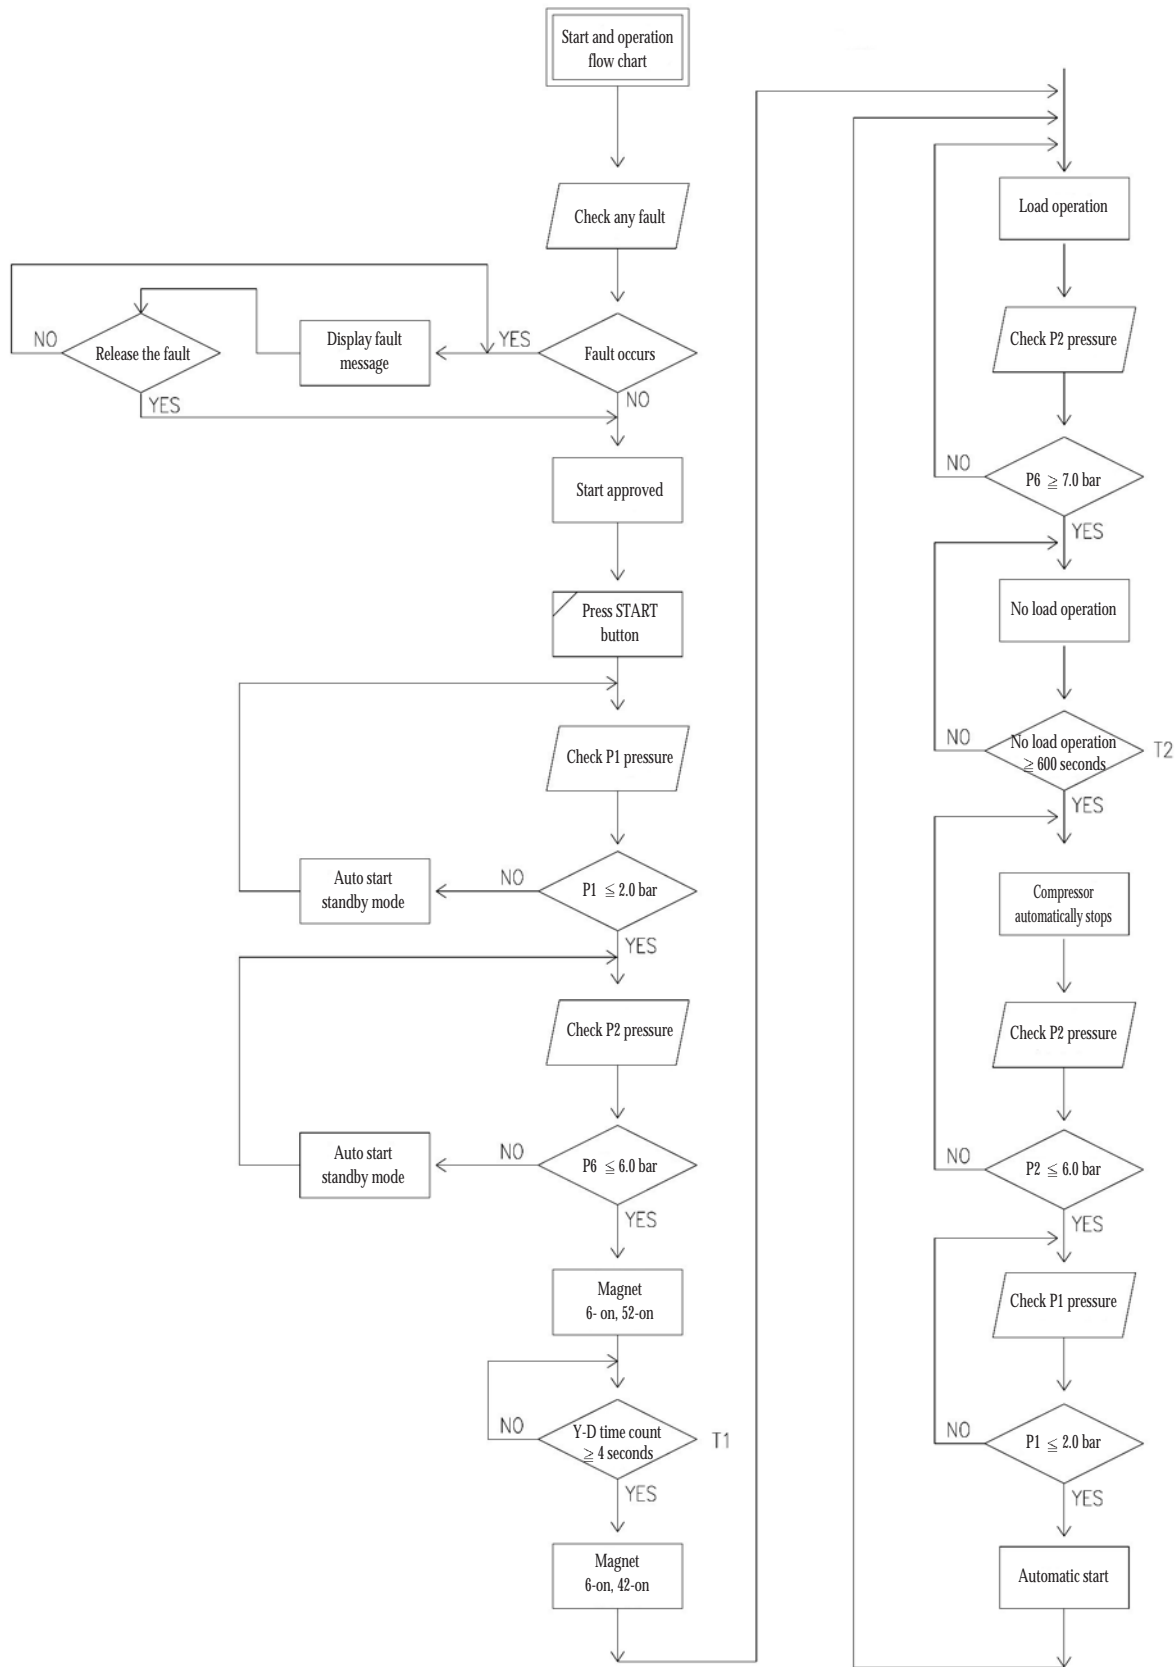 Start and operation
flow chart
Check any fault
NO
Release the fault
YES
Display fault
message
YES
Fault occurs
NO
Start approved
Press START
button
Check P1 pressure
Auto start
standby mode
NO
P1 ≦ 2.0 bar
YES
Check P2 pressure
Auto start
standby mode
NO
P6 ≦ 6.0 bar
YES
Magnet
6- on, 52-on
NO
Y-D time count
≧ 4 seconds
T1
YES
Magnet
6-on, 42-on
Load operation
Check P2 pressure
NO
P6 ≧ 7.0 bar
YES
No load operation
NO
No load operation
≧ 600 seconds
T2
YES
Compressor
automatically stops
Check P2 pressure
NO
P2 ≦ 6.0 bar
YES
Check P1 pressure
NO
P1 ≦ 2.0 bar
YES
Automatic start